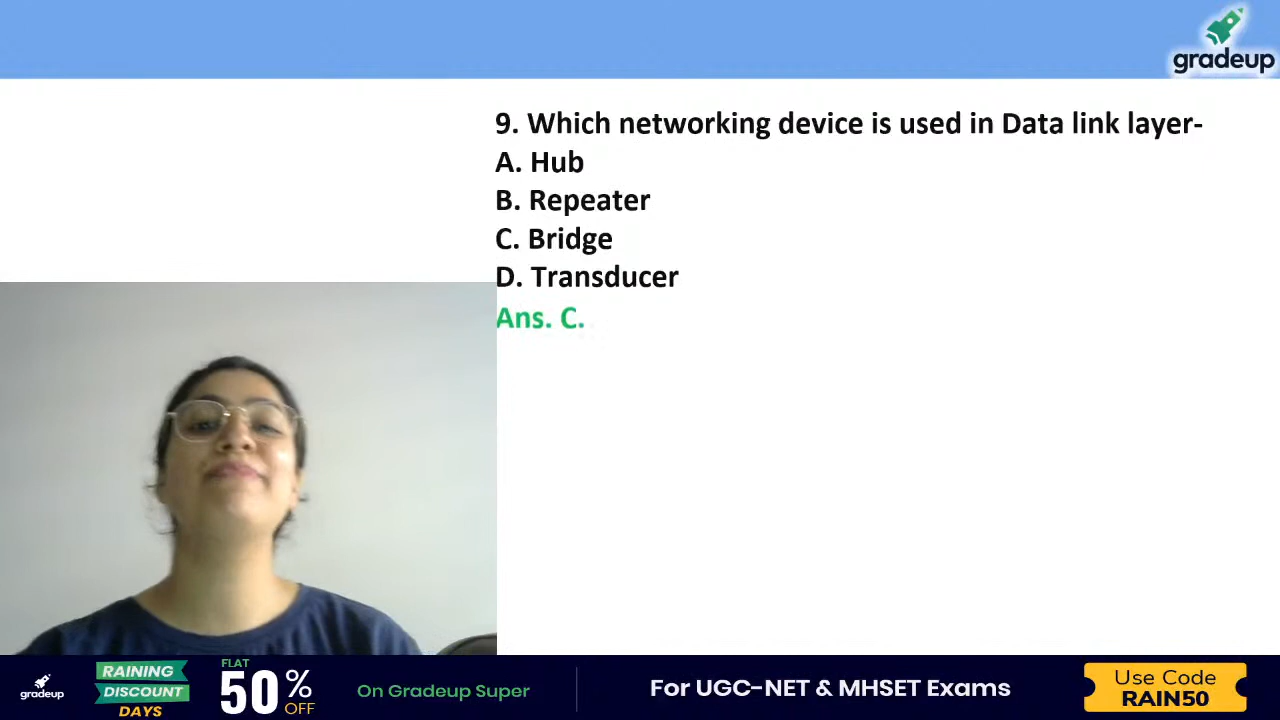 gradeup
9. Which networking device is used in Data link layer-
A. Hub
B. Repeater
C. Bridge
D. Transducer
Ans. C.
gradeup
RAINING
DISCOUNT
DAYS
FLAT
50%
OFF
On Gradeup Super
For UGC-NET & MHSET Exams
Use Code
RAIN50